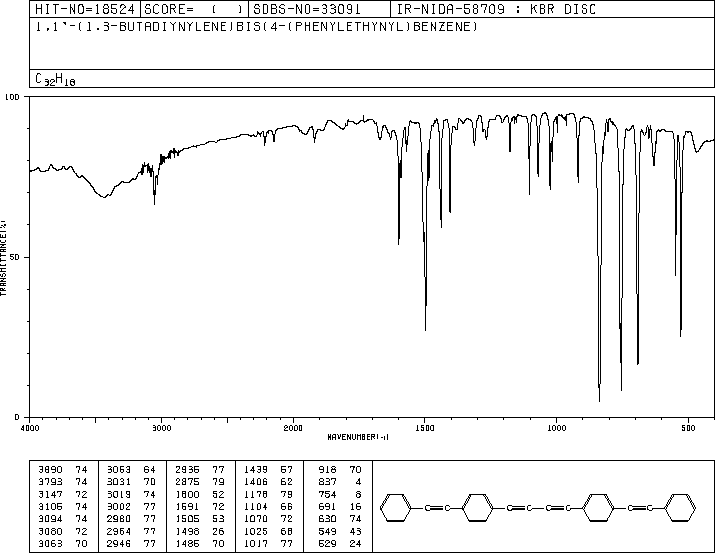 HIT-NO=18524 SCORE= ( ) SDBS-NO=33091 IR-NIDA-58709 : KBR DISC
1,1'-(1,3-BUTADIYNYLENE)BIS(4-(PHENYLETHYNYL)BENZENE)
C32H18
100
50
0
TRANSMITTANCE(%)
4000 3000 2000 1500 1000 500
WAVENUMBER(-1)
3890 74 3053 64 2936 77 1439 57 918 70
3793 74 3031 70 2875 79 1406 62 837 4
3147 72 3019 74 1600 52 1178 79 754 8
3105 74 3002 77 1591 72 1104 66 691 16
3094 74 2980 77 1505 53 1070 72 630 74
3080 72 2964 77 1498 26 1025 68 549 43
3063 70 2946 77 1485 70 1017 77 529 24